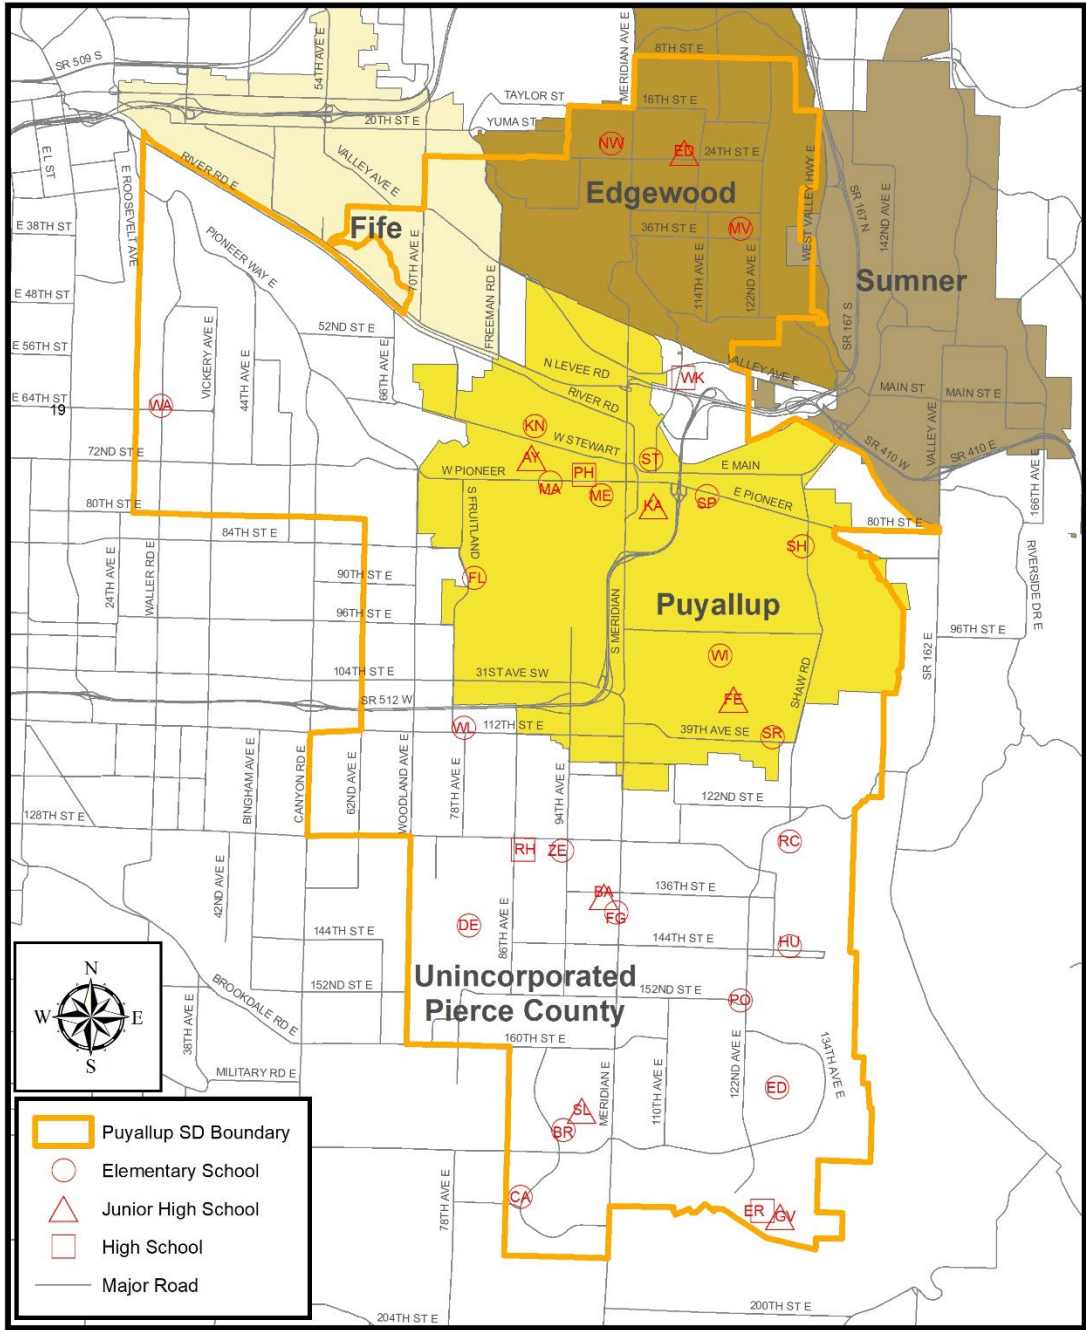 8TH ST E
MERIDIAN AVE E
54TH AVE E
SR 509 S
TAYLOR ST
16TH ST E
20TH ST E
YUMA ST
NW
ED
24TH ST E
EL ST
E ROOSEVELT AVE
RIVER RD E
VALLEY AVE E
Edgewood
WEST VALLEY HWY E
SR 167 N
142ND AVE E
E 38TH ST
Fife
36TH ST E
MV
PIONEER WAY E
70TH AVE E
114TH AVE E
122ND AVE E
Sumner
E 48TH ST
FREEMAN RD E
SR 167 S
52ND ST E
E 56TH ST
VICKERY AVE E
44TH AVE E
66TH AVE E
N LEVEE RD
VALLEY AVE E
WK
MAIN ST
MAIN ST E
E 64TH ST
19
WA
RIVER RD
KN
W STEWART
VALLEY AVE
SR 410 W
SR 410 E
72ND ST E
W PIONEER
AY
PH
ST
E MAIN
MA
ME
KA
SP
E PIONEER
166TH AVE E
80TH ST E
S FRUITLAND
80TH ST E
84TH ST E
SH
24TH AVE E
WALLER RD E
90TH ST E
FL
RIVERSIDE DR E
96TH ST E
Puyallup
S MERIDIAN
96TH ST E
SR 162 E
104TH ST E
31ST AVE SW
WI
SHAW RD
SR 512 W
FE
WL
112TH ST E
39TH AVE SE
SR
BINGHAM AVE E
CANYON RD E
62ND AVE E
WOODLAND AVE E
78TH AVE E
94TH AVE E
122ND ST E
128TH ST E
RH
ZE
RC
42ND AVE E
BA
136TH ST E
DE
86TH AVE E
FG
144TH ST E
144TH ST E
HU
Unincorporated
Pierce County
BROOKDALE RD E
152ND ST E
152ND ST E
PO
38TH AVE E
160TH ST E
122ND AVE E
134TH AVE E
MILITARY RD E
MERIDIAN E
110TH AVE E
ED
SL
BR
78TH AVE E
CA
ER
GV
204TH ST E
200TH ST E
N
W
E
S
Puyallup SD Boundary
Elementary School
Junior High School
High School
Major Road